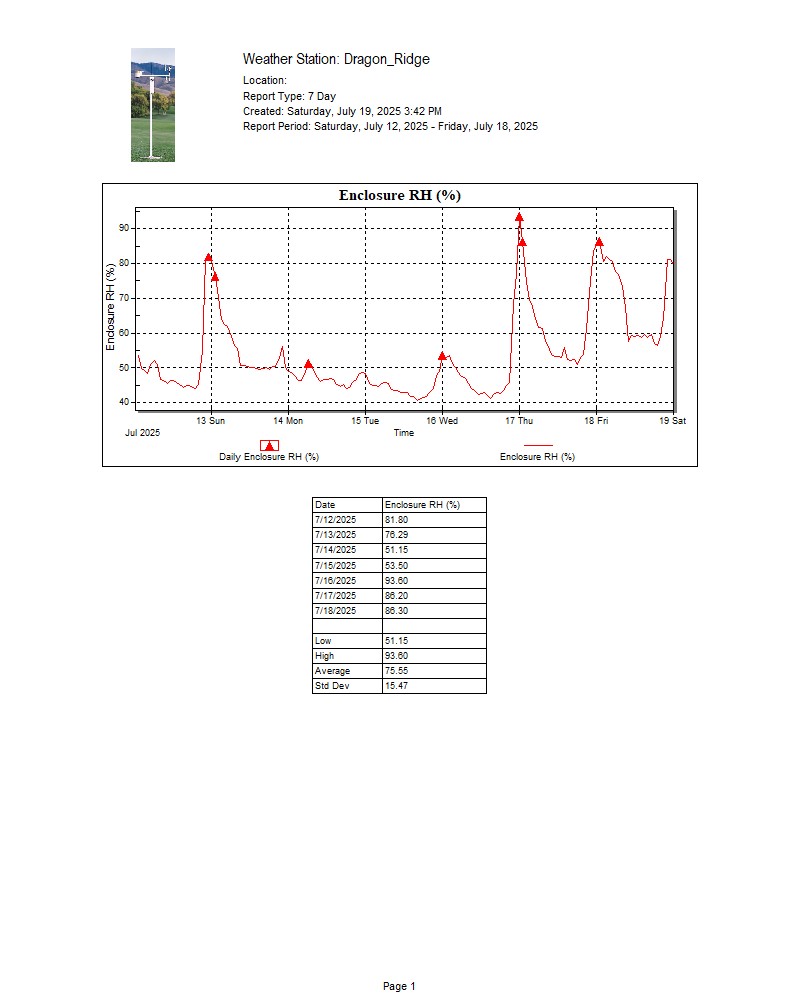 Weather Station: Dragon_Ridge
Location:
Report Type: 7 Day
Created: Saturday, July 19, 2025 3:42 PM
Report Period: Saturday, July 12, 2025 - Friday, July 18, 2025
Enclosure RH (%)
Enclosure RH (%)
90
80
70
60
50
40
13 Sun 14 Mon 15 Tue 16 Wed 17 Thu 18 Fri 19 Sat
Jul 2025 Time
Daily Enclosure RH (%) Enclosure RH (%)
Date Enclosure RH (%)
7/12/2025 81.80
7/13/2025 76.29
7/14/2025 51.15
7/15/2025 53.50
7/16/2025 93.60
7/17/2025 86.20
7/18/2025 86.30
Low 51.15
High 93.60
Average 75.55
Std Dev 15.47
Page 1